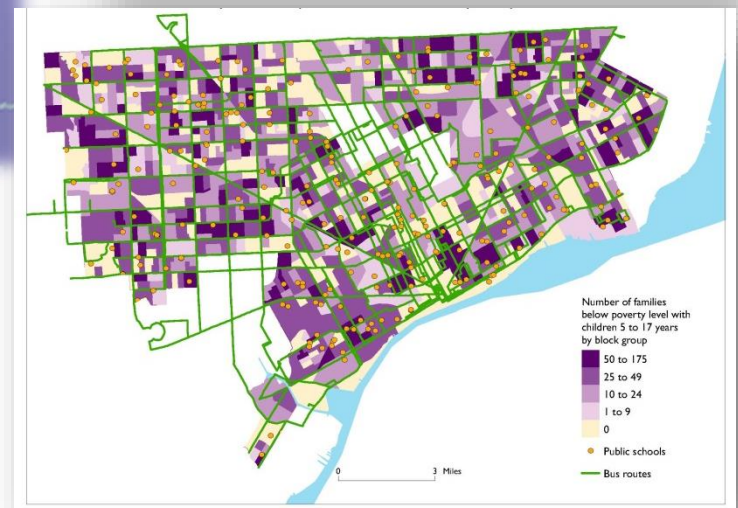 Number of families
below poverty level with
children 5 to 17 years
by block group
50 to 175
25 to 49
10 to 24
1 to 9
0
Public schools
Bus routes
0 3 Miles